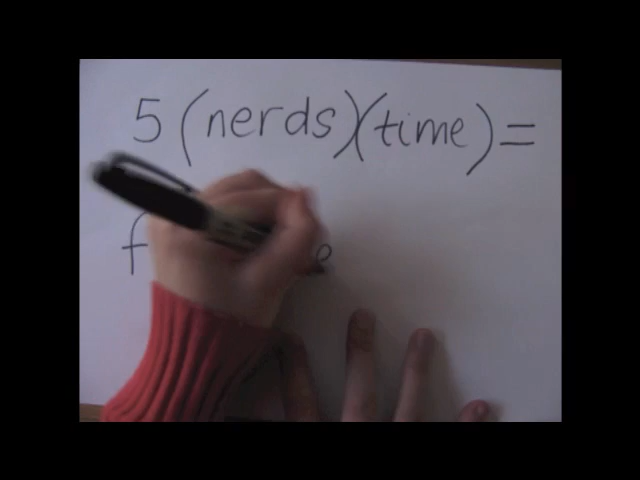 5 (nerds)(time) =